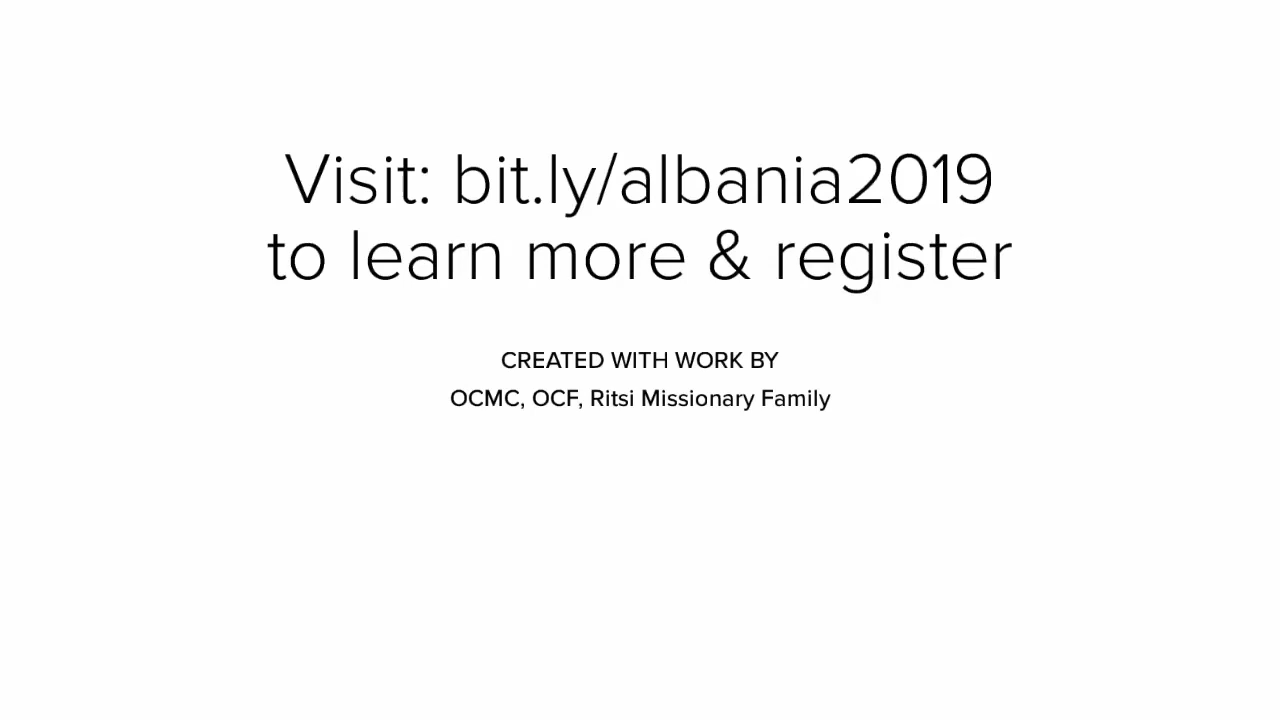 Visit: bit.ly/albania2019
to learn more & register
CREATED WITH WORK BY
OCMC, OCF, Ritsi Missionary Family